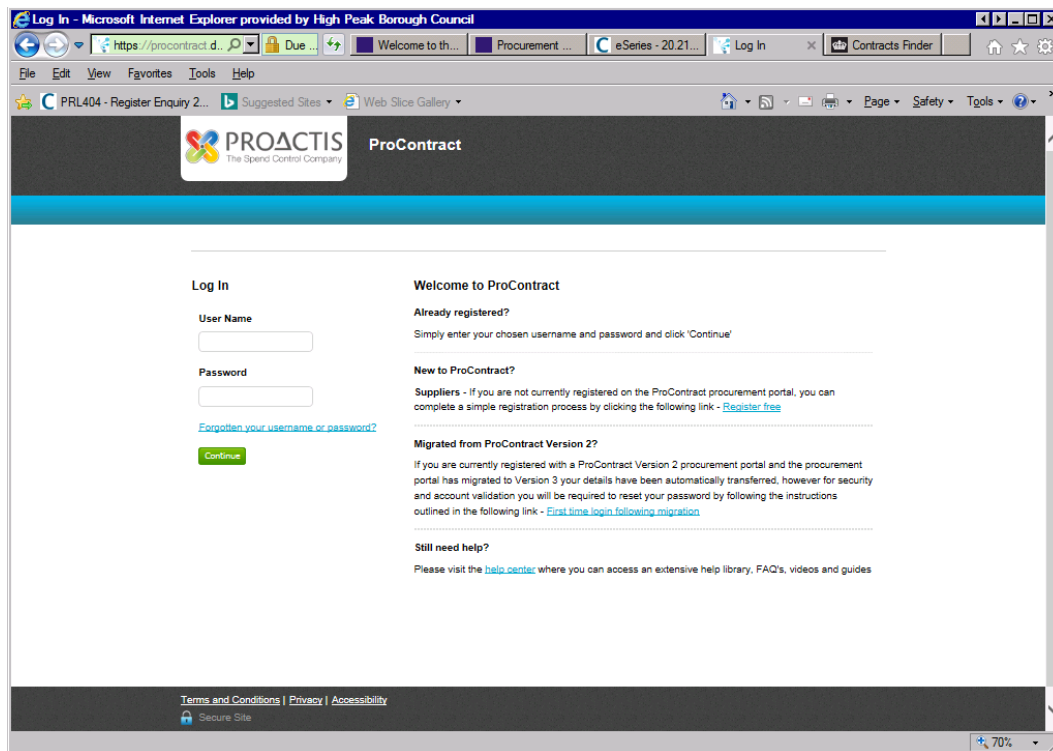 Log In - Microsoft Internet Explorer provided by High Peak Borough Council
https://procontract.d.. Due ... Welcome to th... Procurement ... eSeries - 20.21... Log In Contracts Finder
File Edit View Favorites Tools Help
PRL404 - Register Enquiry 2... Suggested Sites Web Slice Gallery Page Safety Tools
PROACTIS
The Spend Control Company
ProContract
Log In
User Name
Password
Forgotten your username or password?
Continue
Welcome to ProContract
Already registered?
Simply enter your chosen username and password and click 'Continue'
New to ProContract?
Suppliers - If you are not currently registered on the ProContract procurement portal, you can
complete a simple registration process by clicking the following link - Register free
Migrated from ProContract Version 2?
If you are currently registered with a ProContract Version 2 procurement portal and the procurement
portal has migrated to Version 3 your details have been automatically transferred, however for security
and account validation you will be required to reset your password by following the instructions
outlined in the following link - First time login following migration
Still need help?
Please visit the help center where you can access an extensive help library, FAQ's, videos and guides
Terms and Conditions | Privacy | Accessibility
Secure Site
70%